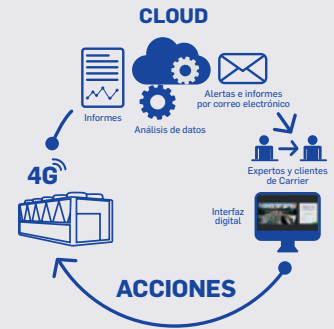 CLOUD
Informes
Análisis de datos
Alertas e informes
por correo electrónico
4G
Expertos y clientes
de Carrier
Interfaz
digital
ACCIONES